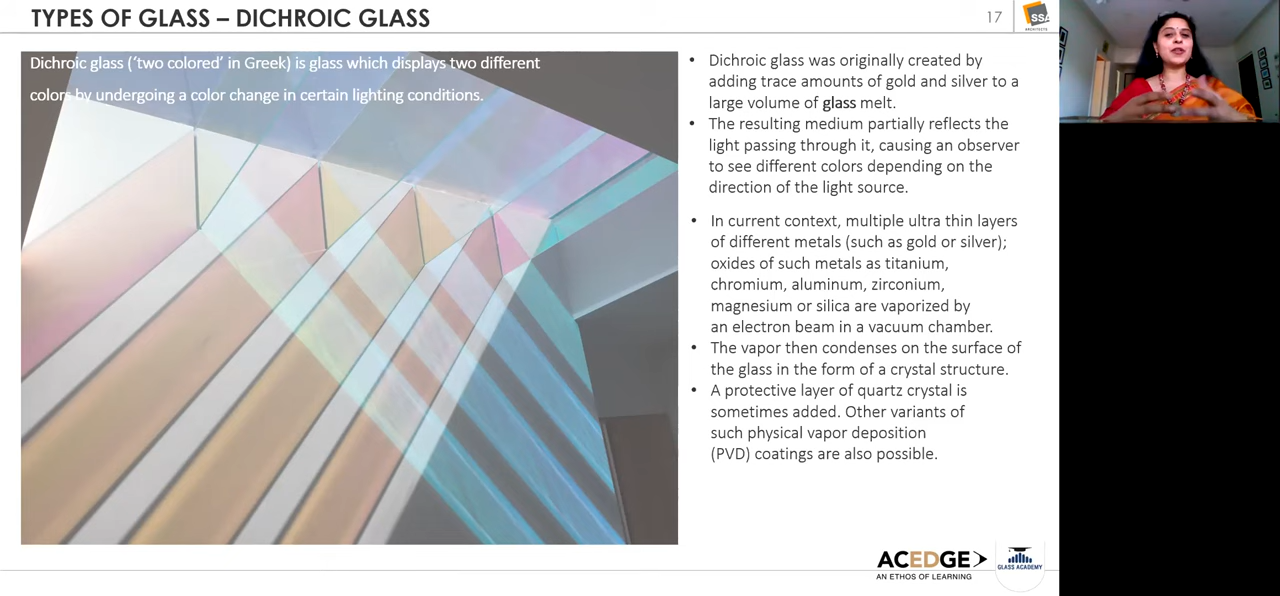 TYPES OF GLASS – DICHROIC GLASS
17
SSA
ARCHITECTS
Dichroic glass (‘two colored’ in Greek) is glass which displays two different
colors by undergoing a color change in certain lighting conditions.
• Dichroic glass was originally created by
adding trace amounts of gold and silver to a
large volume of glass melt.
• The resulting medium partially reflects the
light passing through it, causing an observer
to see different colors depending on the
direction of the light source.
• In current context, multiple ultra thin layers
of different metals (such as gold or silver);
oxides of such metals as titanium,
chromium, aluminum, zirconium,
magnesium or silica are vaporized by
an electron beam in a vacuum chamber.
• The vapor then condenses on the surface of
the glass in the form of a crystal structure.
• A protective layer of quartz crystal is
sometimes added. Other variants of
such physical vapor deposition
(PVD) coatings are also possible.
ACEDGE
AN ETHOS OF LEARNING
GLASS ACADEMY